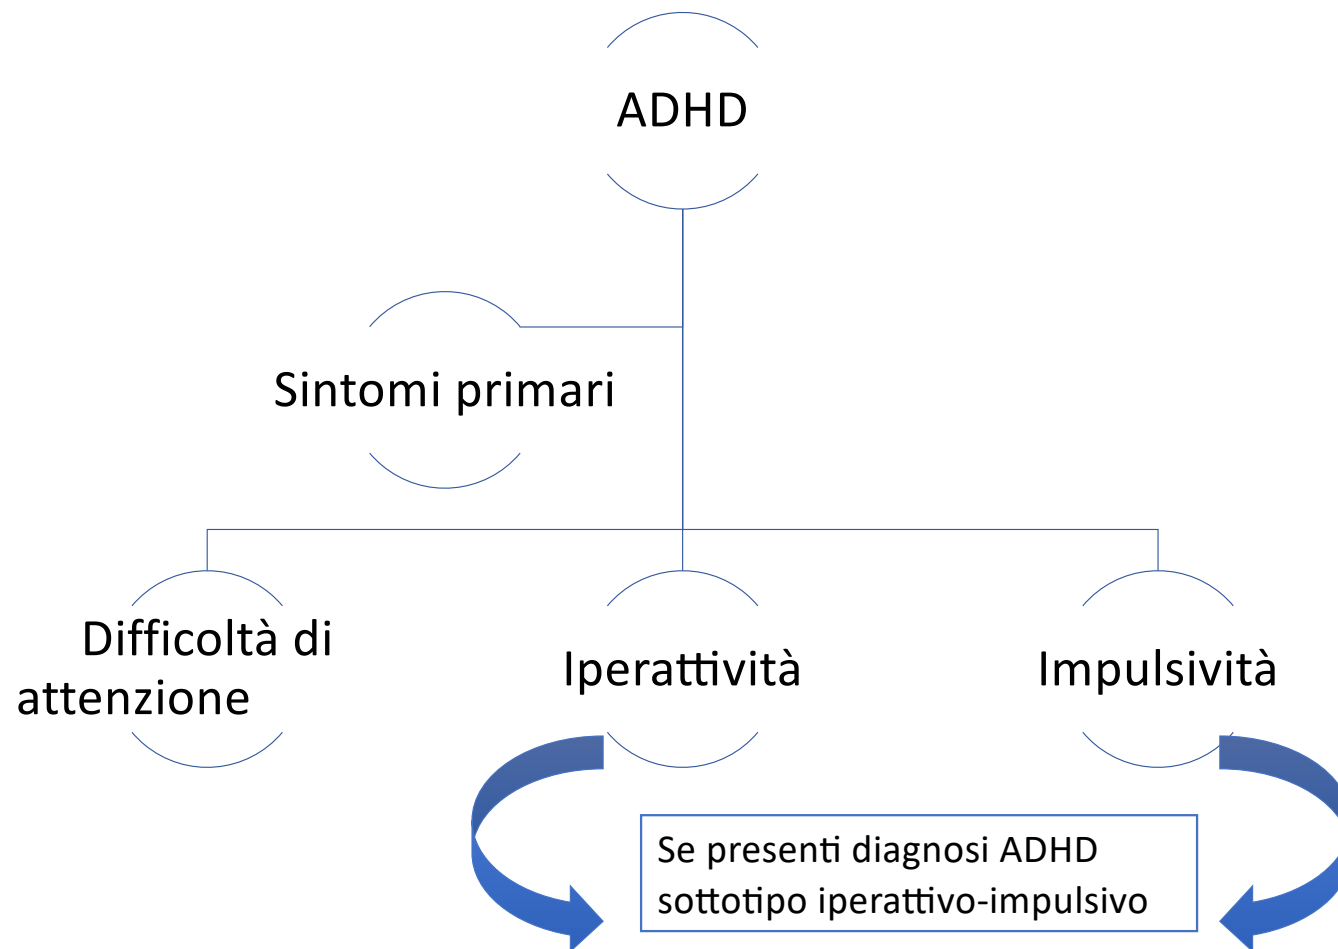 ADHD
Sintomi primari
Difficoltà di
attenzione
Iperattività
Impulsività
Se presenti diagnosi ADHD
sottotipo iperattivo-impulsivo